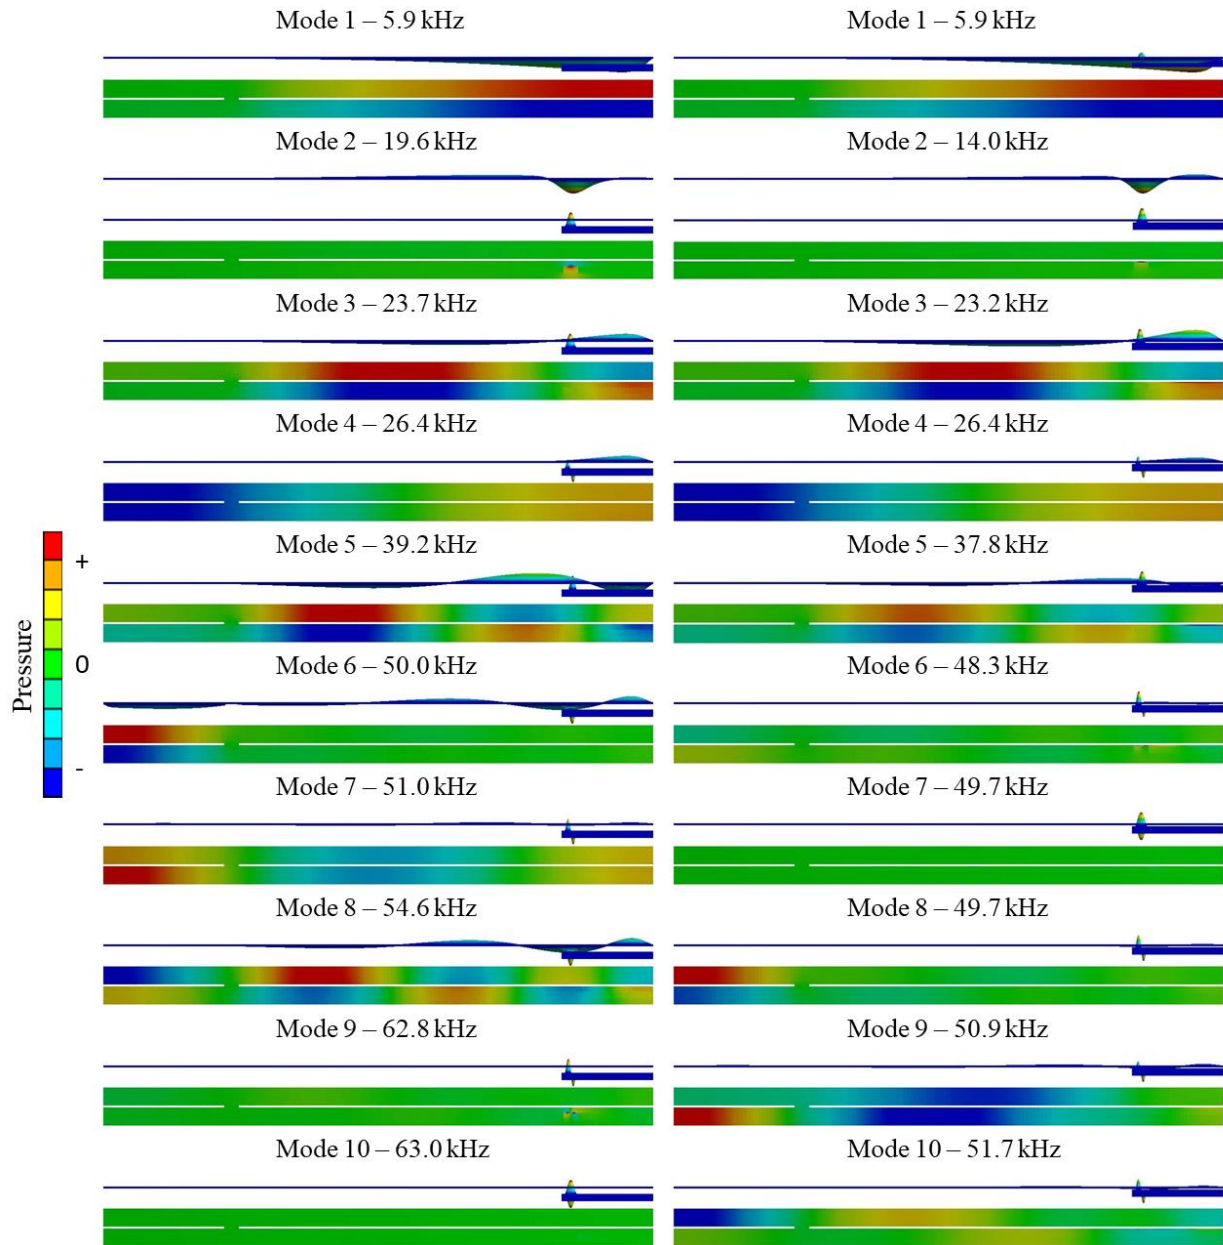 Mode 1 – 5.9 kHz Mode 1 – 5.9 kHz
Mode 2 – 19.6 kHz Mode 2 – 14.0 kHz
Mode 3 – 23.7 kHz Mode 3 – 23.2 kHz
Mode 4 – 26.4 kHz Mode 4 – 26.4 kHz
Mode 5 – 39.2 kHz Mode 5 – 37.8 kHz
+
Mode 6 – 50.0 kHz Mode 6 – 48.3 kHz
Pressure
0
-
Mode 7 – 51.0 kHz Mode 7 – 49.7 kHz
Mode 8 – 54.6 kHz Mode 8 – 49.7 kHz
Mode 9 – 62.8 kHz Mode 9 – 50.9 kHz
Mode 10 – 63.0 kHz Mode 10 – 51.7 kHz